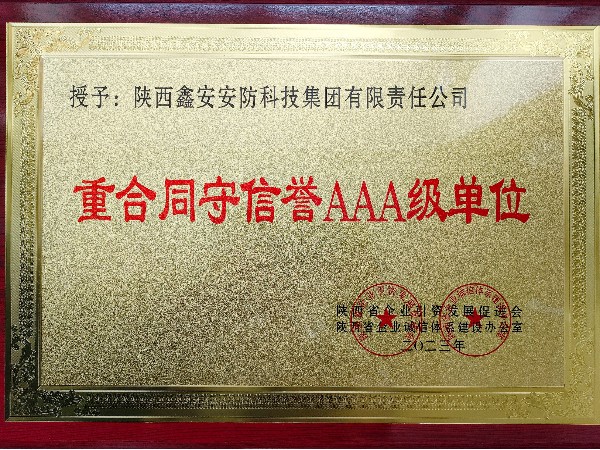 授予：陕西鑫安安防科技集团有限责任公司
重合同守信誉AAA级单位
陕西省企业引资发展促进会
陕西省企业诚信体系建设办公室
二〇二三年